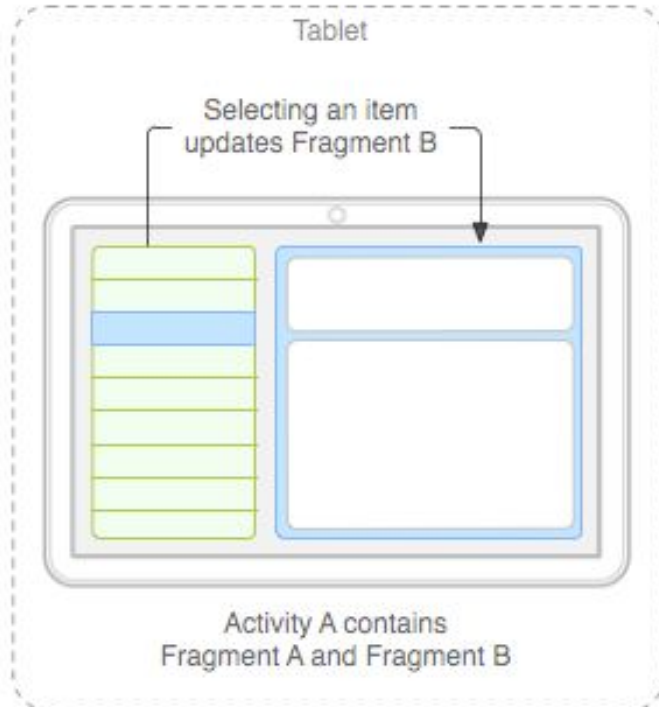 Tablet
Selecting an item
updates Fragment B
Activity A contains
Fragment A and Fragment B